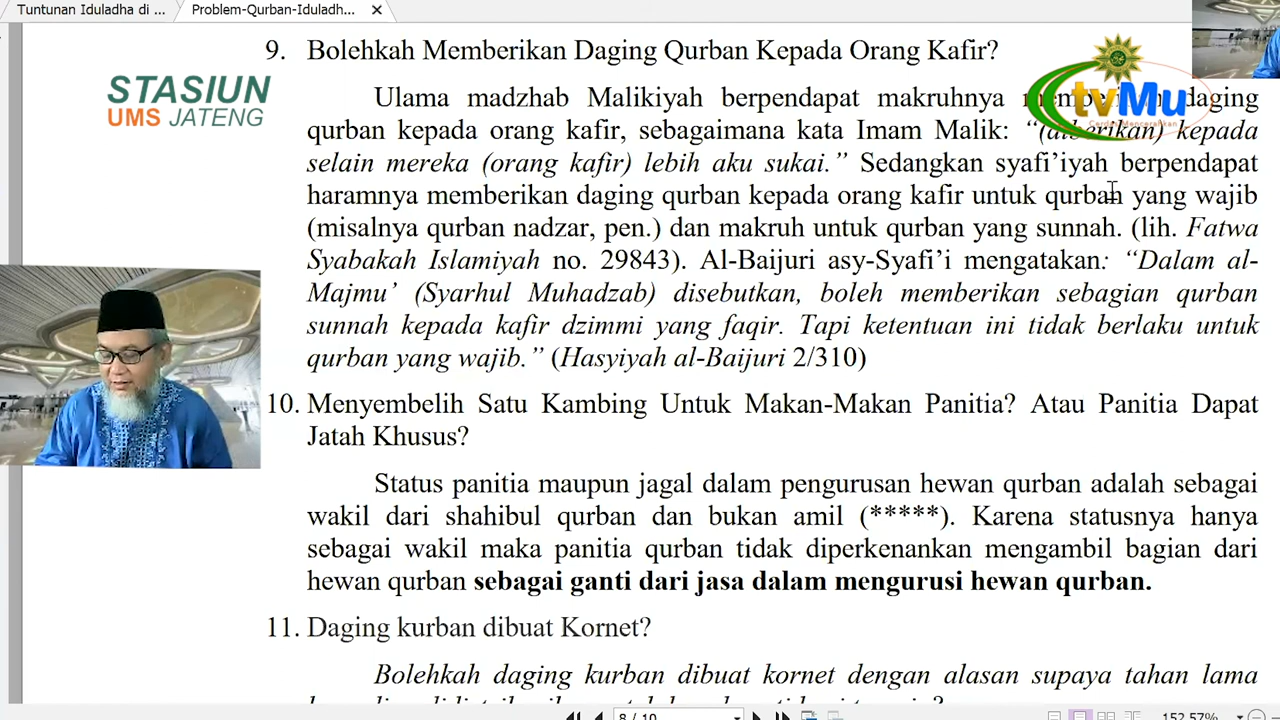 Tuntunan Iduladha di ...
Problem-Qurban-Iduladh...
9. Bolehkah Memberikan Daging Qurban Kepada Orang Kafir?
STASIUN
UMS JATENG
tvMu
Ulama madzhab Malikiyah berpendapat makruhnya daging
qurban kepada orang kafir, sebagaimana kata Imam Malik: “(diberikan) kepada
selain mereka (orang kafir) lebih aku sukai.” Sedangkan syafi’iyah berpendapat
haramnya memberikan daging qurban kepada orang kafir untuk qurban yang wajib
(misalnya qurban nadzar, pen.) dan makruh untuk qurban yang sunnah. (lih. Fatwa
Syabakah Islamiyah no. 29843). Al-Baijuri asy-Syafi’i mengatakan: “Dalam al-
Majmu’ (Syarhul Muhadzab) disebutkan, boleh memberikan sebagian qurban
sunnah kepada kafir dzimmi yang faqir. Tapi ketentuan ini tidak berlaku untuk
qurban yang wajib.” (Hasyiyah al-Baijuri 2/310)
10. Menyembelih Satu Kambing Untuk Makan-Makan Panitia? Atau Panitia Dapat
Jatah Khusus?
Status panitia maupun jagal dalam pengurusan hewan qurban adalah sebagai
wakil dari shahibul qurban dan bukan amil (*****). Karena statusnya hanya
sebagai wakil maka panitia qurban tidak diperkenankan mengambil bagian dari
hewan qurban sebagai ganti dari jasa dalam mengurusi hewan qurban.
11. Daging kurban dibuat Kornet?
Bolehkah daging kurban dibuat kornet dengan alasan supaya tahan lama
8 / 10
152,57%